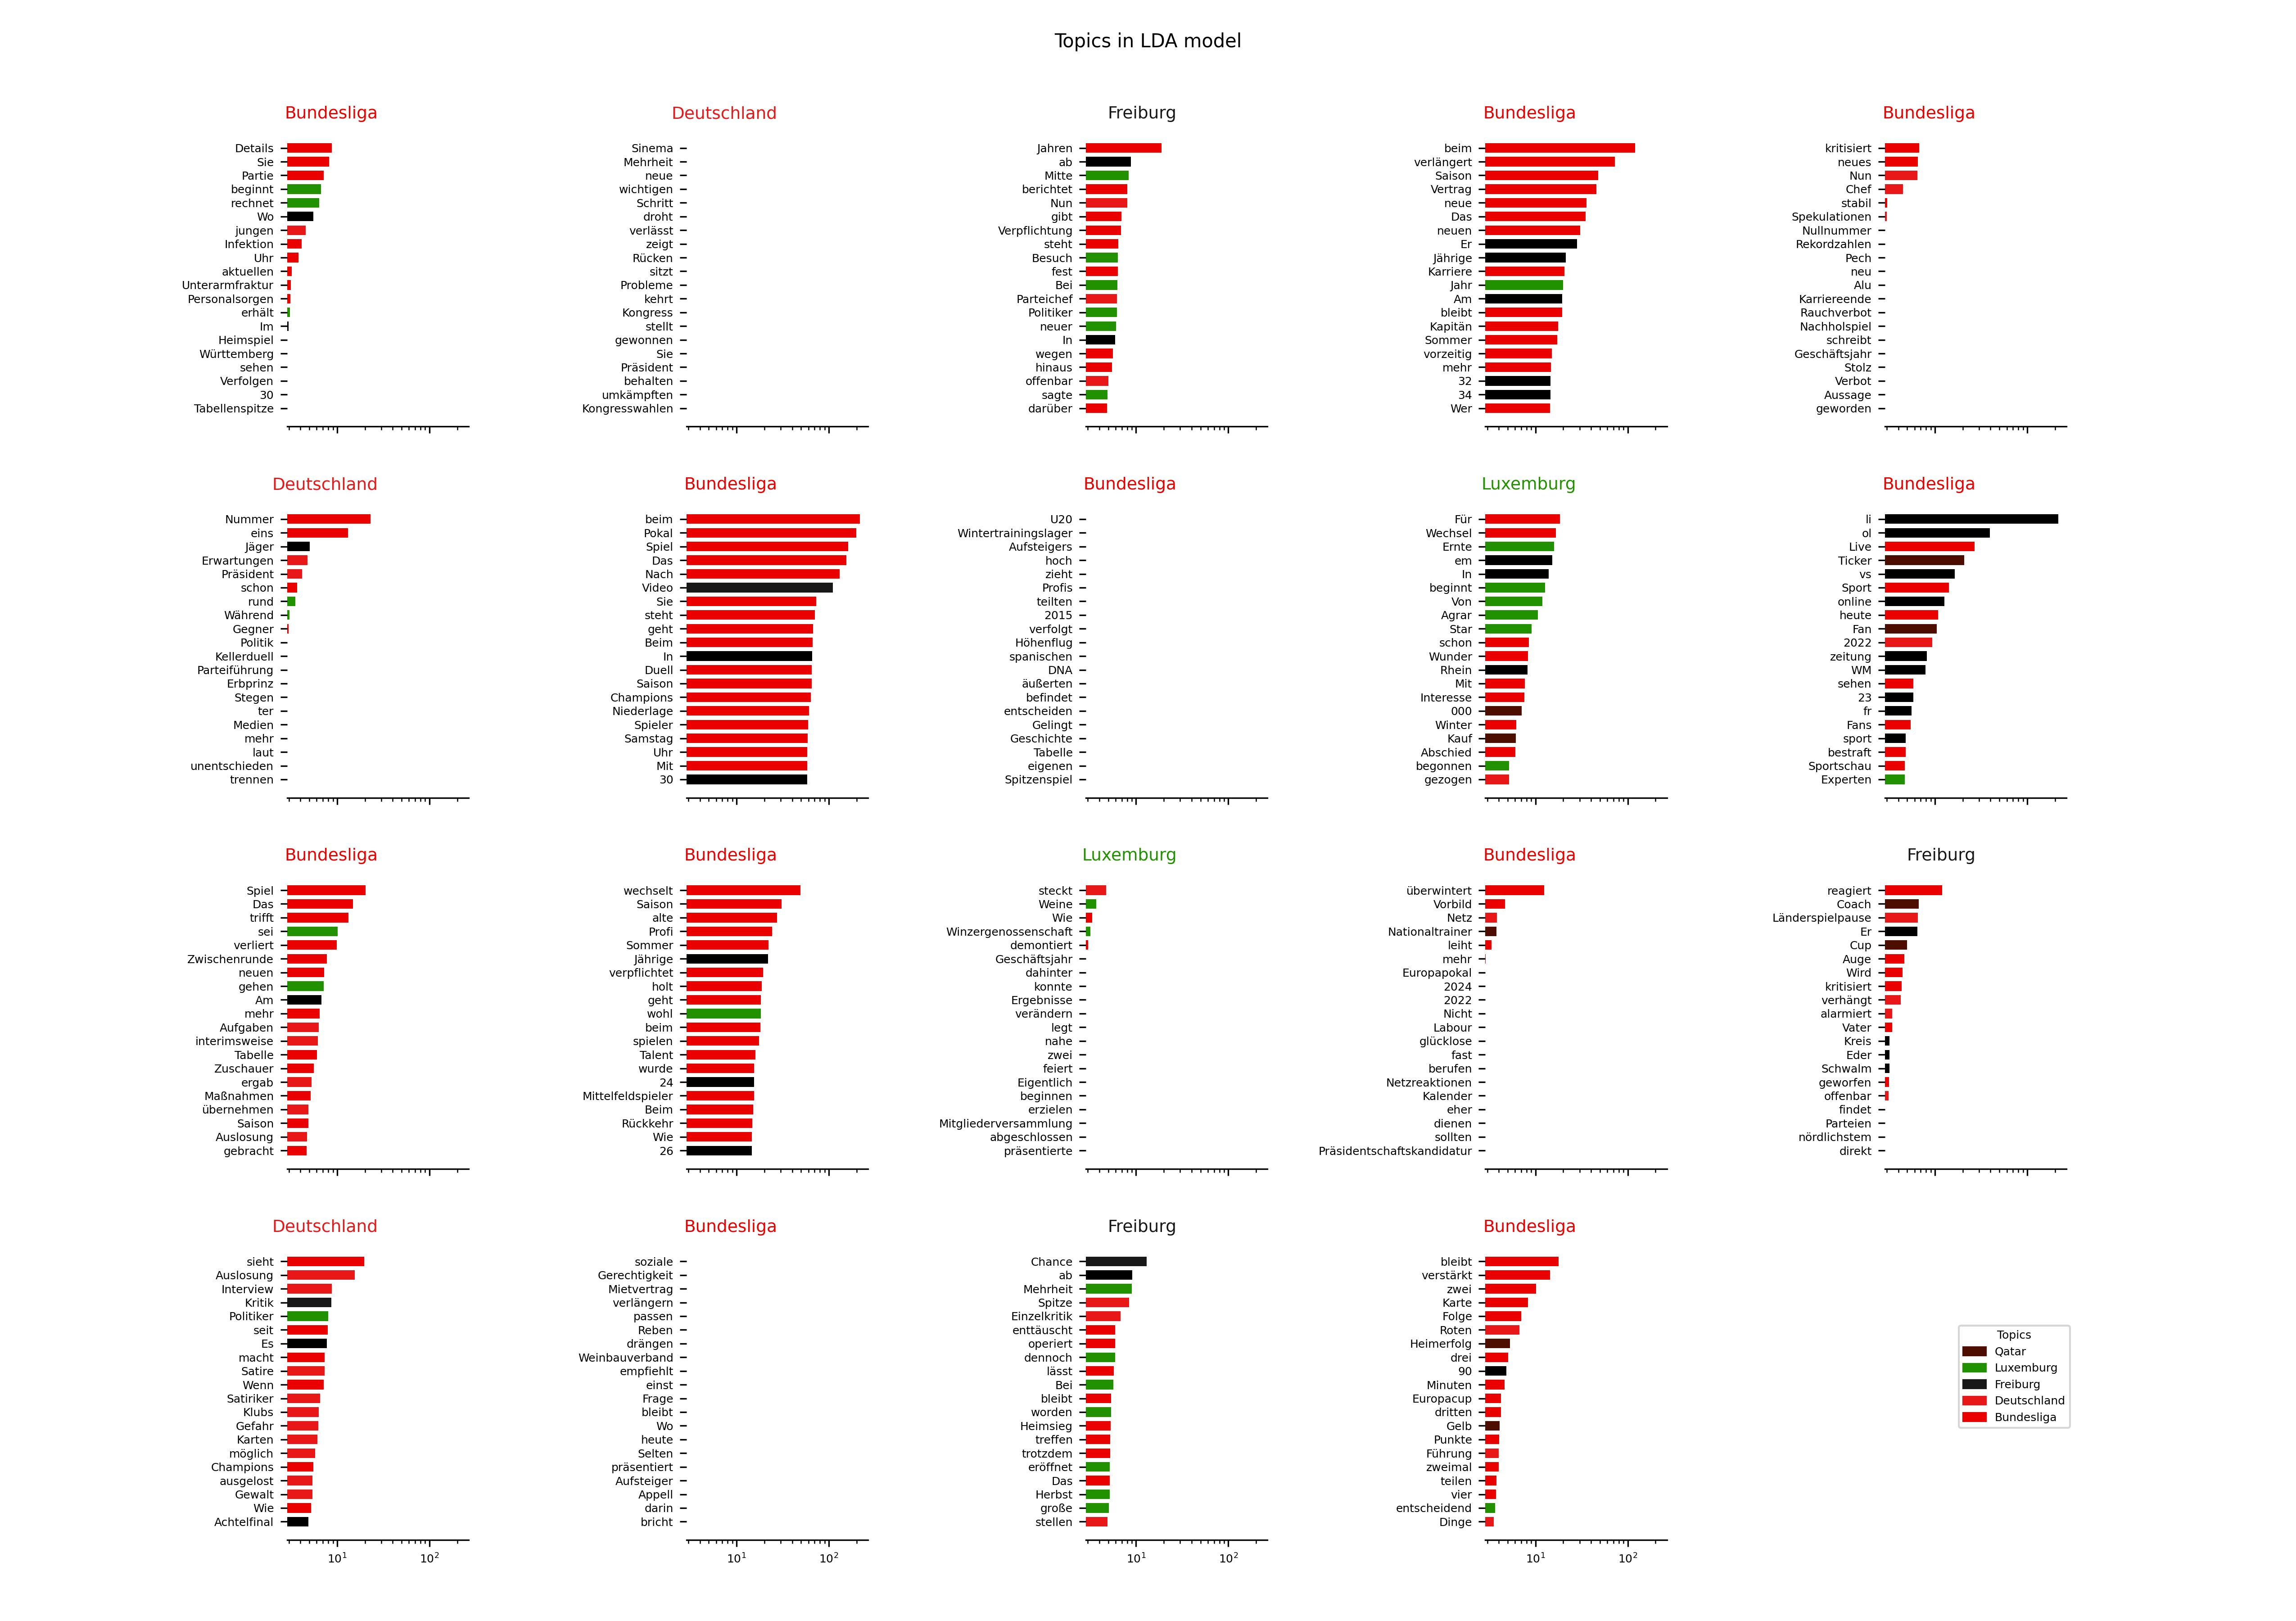 Topics in LDA model
Bundesliga
Details
Sie
Partie
beginnt
rechnet
Wo
jungen
Infektion
Uhr
aktuellen
Unterarmfraktur
Personalsorgen
erhält
Im
Heimspiel
Württemberg
sehen
Verfolgen
30
Tabellenspitze
Deutschland
Sinema
Mehrheit
neue
wichtigen
Schritt
droht
verlässt
zeigt
Rücken
sitzt
Probleme
kehrt
Kongress
stellt
gewonnen
Sie
Präsident
behalten
umkämpften
Kongresswahlen
Freiburg
Jahren
ab
Mitte
berichtet
Nun
gibt
Verpflichtung
steht
Besuch
fest
Bei
Parteichef
Politiker
neuer
In
wegen
hinaus
offenbar
sagte
darüber
Bundesliga
beim
verlängert
Saison
Vertrag
neue
Das
neuen
Er
Jährige
Karriere
Jahr
Am
bleibt
Kapitän
Sommer
vorzeitig
mehr
32
34
Wer
Bundesliga
kritisiert
neues
Nun
Chef
stabil
Spekulationen
Nullnummer
Rekordzahlen
Pech
neu
Alu
Karriereende
Rauchverbot
Nachholspiel
schreibt
Geschäftsjahr
Stolz
Verbot
Aussage
geworden
Deutschland
Nummer
eins
Jäger
Erwartungen
Präsident
schon
rund
Während
Gegner
Politik
Kellerduell
Parteiführung
Erbprinz
Stegen
ter
Medien
mehr
laut
unentschieden
trennen
Bundesliga
beim
Pokal
Spiel
Das
Nach
Video
Sie
steht
geht
Beim
In
Duell
Saison
Champions
Niederlage
Spieler
Samstag
Uhr
Mit
30
Bundesliga
U20
Wintertrainingslager
Aufsteigers
hoch
zieht
Profis
teilten
2015
verfolgt
Höhenflug
spanischen
DNA
äußerten
befindet
entscheiden
Gelingt
Geschichte
Tabelle
eigenen
Spitzenspiel
Luxemburg
Für
Wechsel
Ernte
em
In
beginnt
Von
Agrar
Star
schon
Wunder
Rhein
Mit
Interesse
000
Winter
Kauf
Abschied
begonnen
gezogen
Bundesliga
li
ol
Live
Ticker
vs
Sport
online
heute
Fan
2022
zeitung
WM
sehen
23
fr
Fans
sport
bestraft
Sportschau
Experten
Bundesliga
Spiel
Das
trifft
sei
verliert
Zwischenrunde
neuen
gehen
Am
mehr
Aufgaben
interimsweise
Tabelle
Zuschauer
ergab
Maßnahmen
übernehmen
Saison
Auslosung
gebracht
Bundesliga
wechselt
Saison
alte
Profi
Sommer
Jährige
verpflichtet
holt
geht
wohl
beim
spielen
Talent
wurde
24
Mittelfeldspieler
Beim
Rückkehr
Wie
26
Luxemburg
steckt
Weine
Wie
Winzergenossenschaft
demontiert
Geschäftsjahr
dahinter
konnte
Ergebnisse
verändern
legt
nahe
zwei
feiert
Eigentlich
beginnen
erzielen
Mitgliederversammlung
abgeschlossen
präsentierte
Bundesliga
überwintert
Vorbild
Netz
Nationaltrainer
leiht
mehr
Europapokal
2024
2022
Nicht
Labour
glücklose
fast
berufen
Netzreaktionen
Kalender
eher
dienen
sollten
Präsidentschaftskandidatur
Freiburg
reagiert
Coach
Länderspielpause
Er
Cup
Auge
Wird
kritisiert
verhängt
alarmiert
Vater
Kreis
Eder
Schwalm
geworfen
offenbar
findet
Parteien
nördlichstem
direkt
Deutschland
sieht
Auslosung
Interview
Kritik
Politiker
seit
Es
macht
Satire
Wenn
Satiriker
Klubs
Gefahr
Karten
möglich
Champions
ausgelost
Gewalt
Wie
Achtelfinal
10¹ 10²
Bundesliga
soziale
Gerechtigkeit
Mietvertrag
verlängern
passen
Reben
drängen
Weinbauverband
empfiehlt
einst
Frage
bleibt
Wo
heute
Selten
präsentiert
Aufsteiger
Appell
darin
bricht
10¹ 10²
Freiburg
Chance
ab
Mehrheit
Spitze
Einzelkritik
enttäuscht
operiert
dennoch
lässt
Bei
bleibt
worden
Heimsieg
treffen
trotzdem
eröffnet
Das
Herbst
große
stellen
10¹ 10²
Bundesliga
bleibt
verstärkt
zwei
Karte
Folge
Roten
Heimerfolg
drei
90
Minuten
Europacup
dritten
Gelb
Punkte
Führung
zweimal
teilen
vier
entscheidend
Dinge
10¹ 10²
Topics
Qatar
Luxemburg
Freiburg
Deutschland
Bundesliga